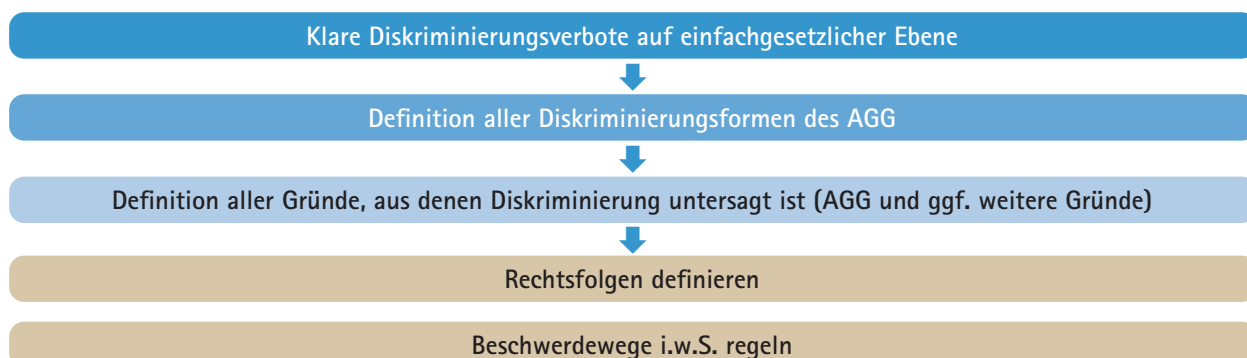 Klare Diskriminierungsverbote auf einfachgesetzlicher Ebene
Definition aller Diskriminierungsformen des AGG
Definition aller Gründe, aus denen Diskriminierung untersagt ist (AGG und ggf. weitere Gründe)
Rechtsfolgen definieren
Beschwerdewege i.w.S. regeln